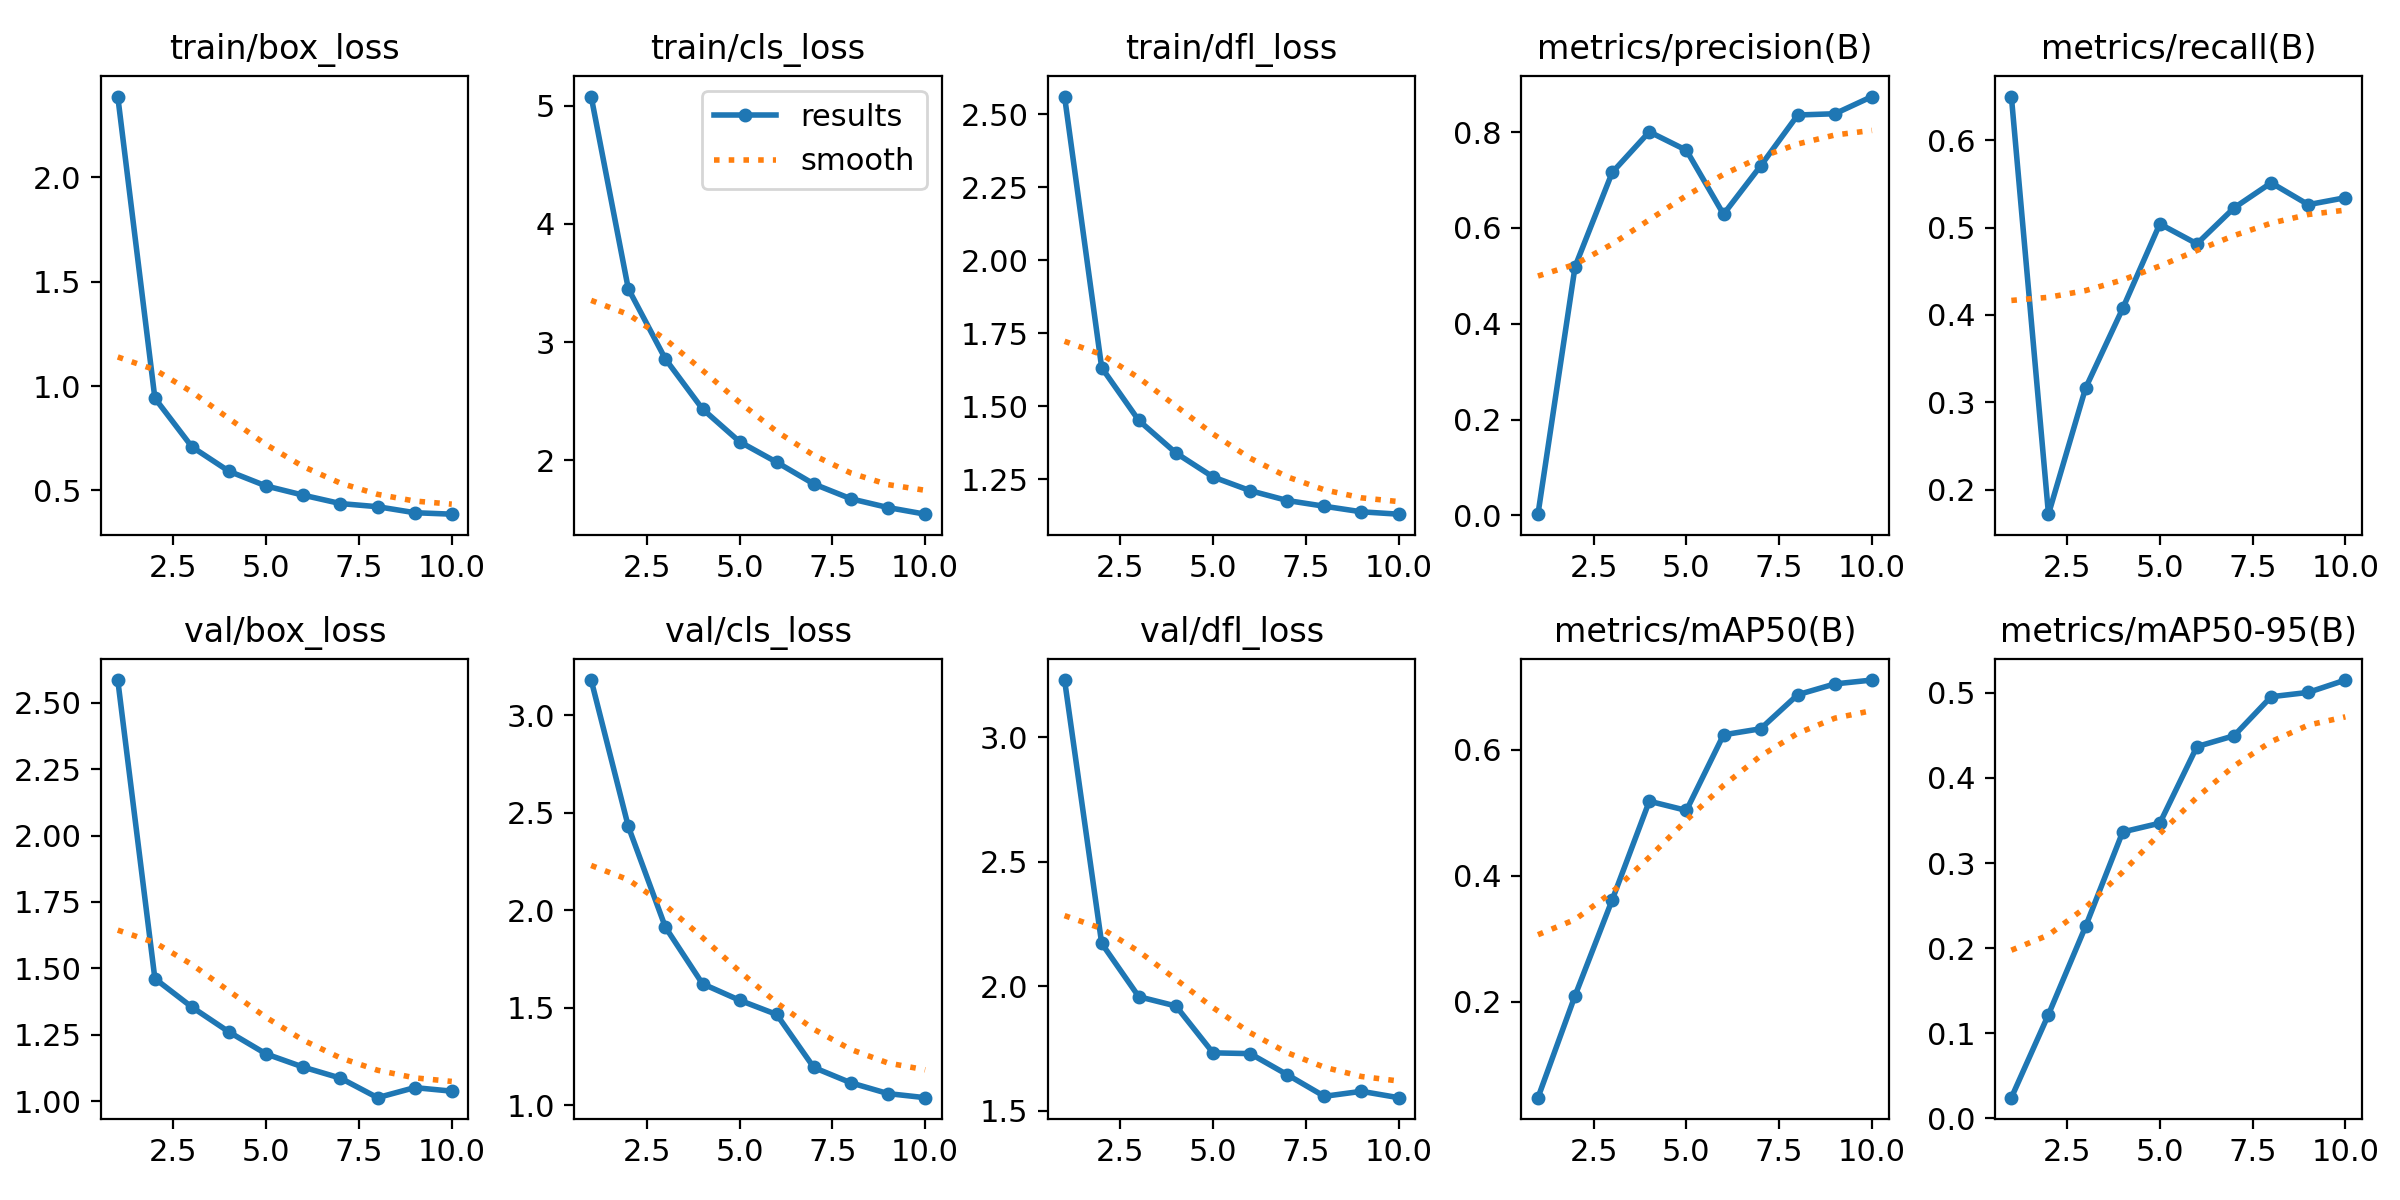 train/box_loss
2.0
1.5
1.0
0.5
2.5 5.0 7.5 10.0
train/cls_loss
results
smooth
5
4
3
2
2.5 5.0 7.5 10.0
train/dfl_loss
2.50
2.25
2.00
1.75
1.50
1.25
2.5 5.0 7.5 10.0
metrics/precision(B)
0.8
0.6
0.4
0.2
0.0
2.5 5.0 7.5 10.0
metrics/recall(B)
0.6
0.5
0.4
0.3
0.2
2.5 5.0 7.5 10.0
val/box_loss
2.50
2.25
2.00
1.75
1.50
1.25
1.00
2.5 5.0 7.5 10.0
val/cls_loss
3.0
2.5
2.0
1.5
1.0
2.5 5.0 7.5 10.0
val/dfl_loss
3.0
2.5
2.0
1.5
2.5 5.0 7.5 10.0
metrics/mAP50(B)
0.6
0.4
0.2
2.5 5.0 7.5 10.0
metrics/mAP50-95(B)
0.5
0.4
0.3
0.2
0.1
0.0
2.5 5.0 7.5 10.0